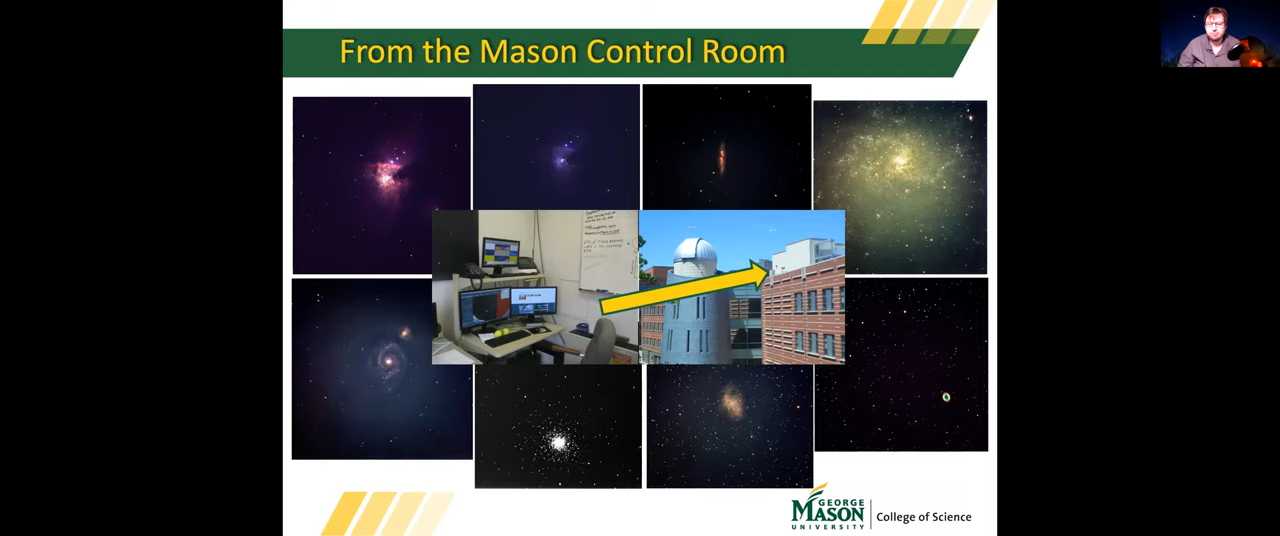 From the Mason Control Room
GEORGE
MASON
UNIVERSITY
College of Science